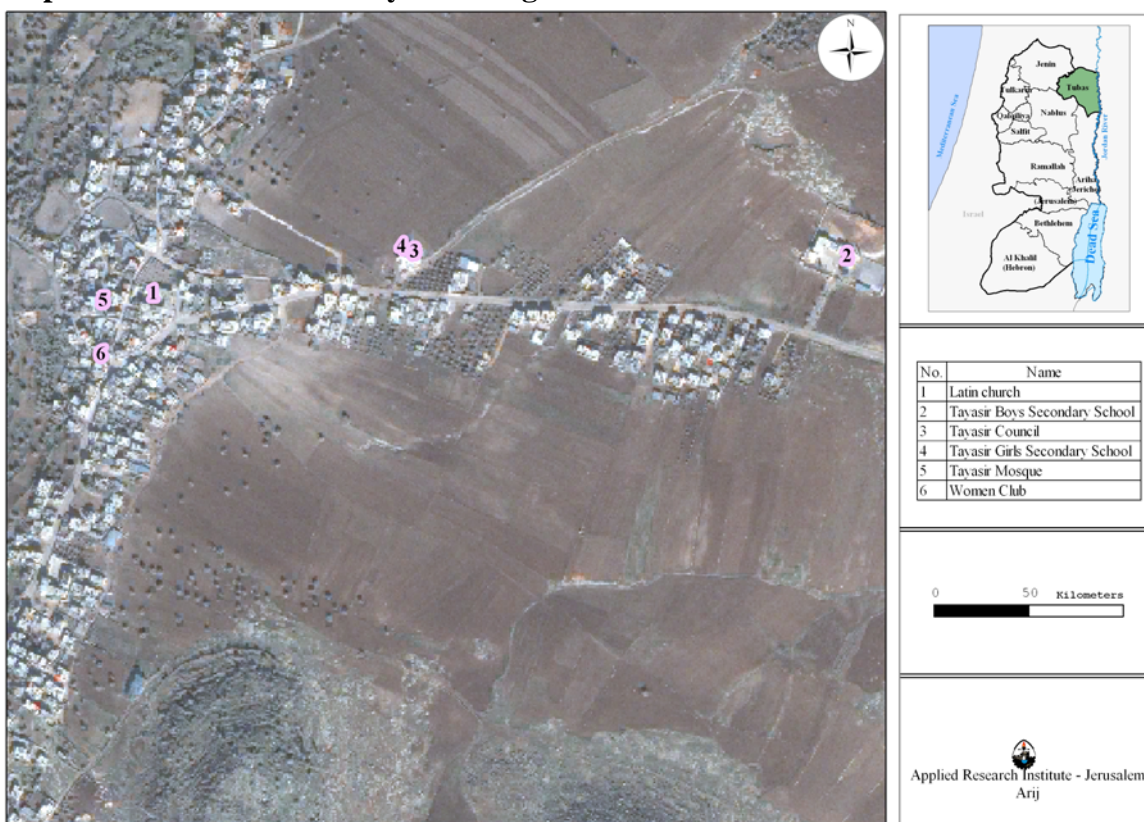 N
4
3
2
1
5
6
Jenin
Tubas
Tulkarm
Nablus
Qalqiliya
Salfit
Mediterranean Sea
Jordan River
Ramallah
Ariha
(Jericho)
(Jerusalem)
Israel
Bethlehem
Dead Sea
Al Khalil
(Hebron)
No. Name
1 Latin church
2 Tayasir Boys Secondary School
3 Tayasir Council
4 Tayasir Girls Secondary School
5 Tayasir Mosque
6 Women Club
0 50 Kilometers
Applied Research Institute - Jerusalem
Arij